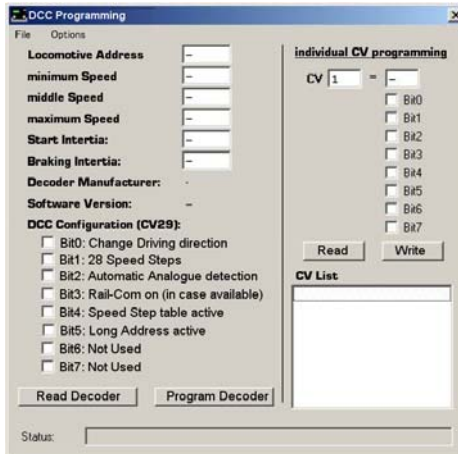 DCC Programming
File Options
Locomotive Address -
minimum Speed -
middle Speed -
maximum Speed -
Start Intertia: -
Braking Intertia: -
Decoder Manufacturer: -
Software Version: -
DCC Configuration (CV29):
Bit0: Change Driving direction
Bit1: 28 Speed Steps
Bit2: Automatic Analogue detection
Bit3: Rail-Com on (in case available)
Bit4: Speed Step table active
Bit5: Long Address active
Bit6: Not Used
Bit7: Not Used
Read Decoder Program Decoder
individual CV programming
CV 1 = -
Bit0
Bit1
Bit2
Bit3
Bit4
Bit5
Bit6
Bit7
Read Write
CV List
Status: